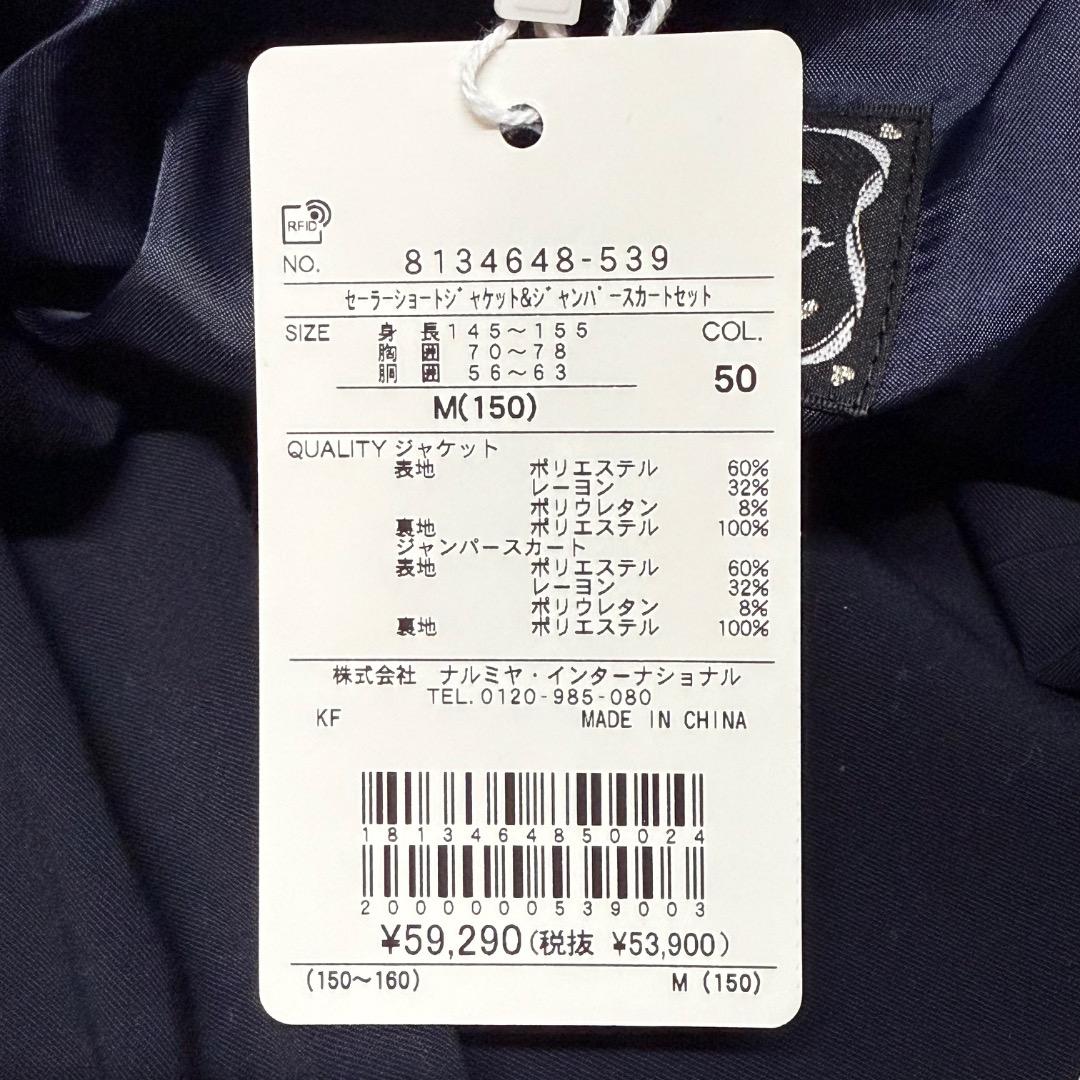 RFID
NO. 8134648-539
セーラーショートジャケット&ジャンパースカートセット
SIZE 身長 145～155 COL.
胸囲 70～78
胴囲 56～63 50
M(150)
QUALITY ジャケット
表地 ポリエステル 60%
レーヨン 32%
ポリウレタン 8%
裏地 ポリエステル 100%
ジャンパースカート
表地 ポリエステル 60%
レーヨン 32%
ポリウレタン 8%
裏地 ポリエステル 100%
株式会社 ナルミヤ・インターナショナル
TEL.0120-985-080
KF MADE IN CHINA
1813464850024
2000000539003
¥59,290(税抜 ¥53,900)
(150～160) M (150)